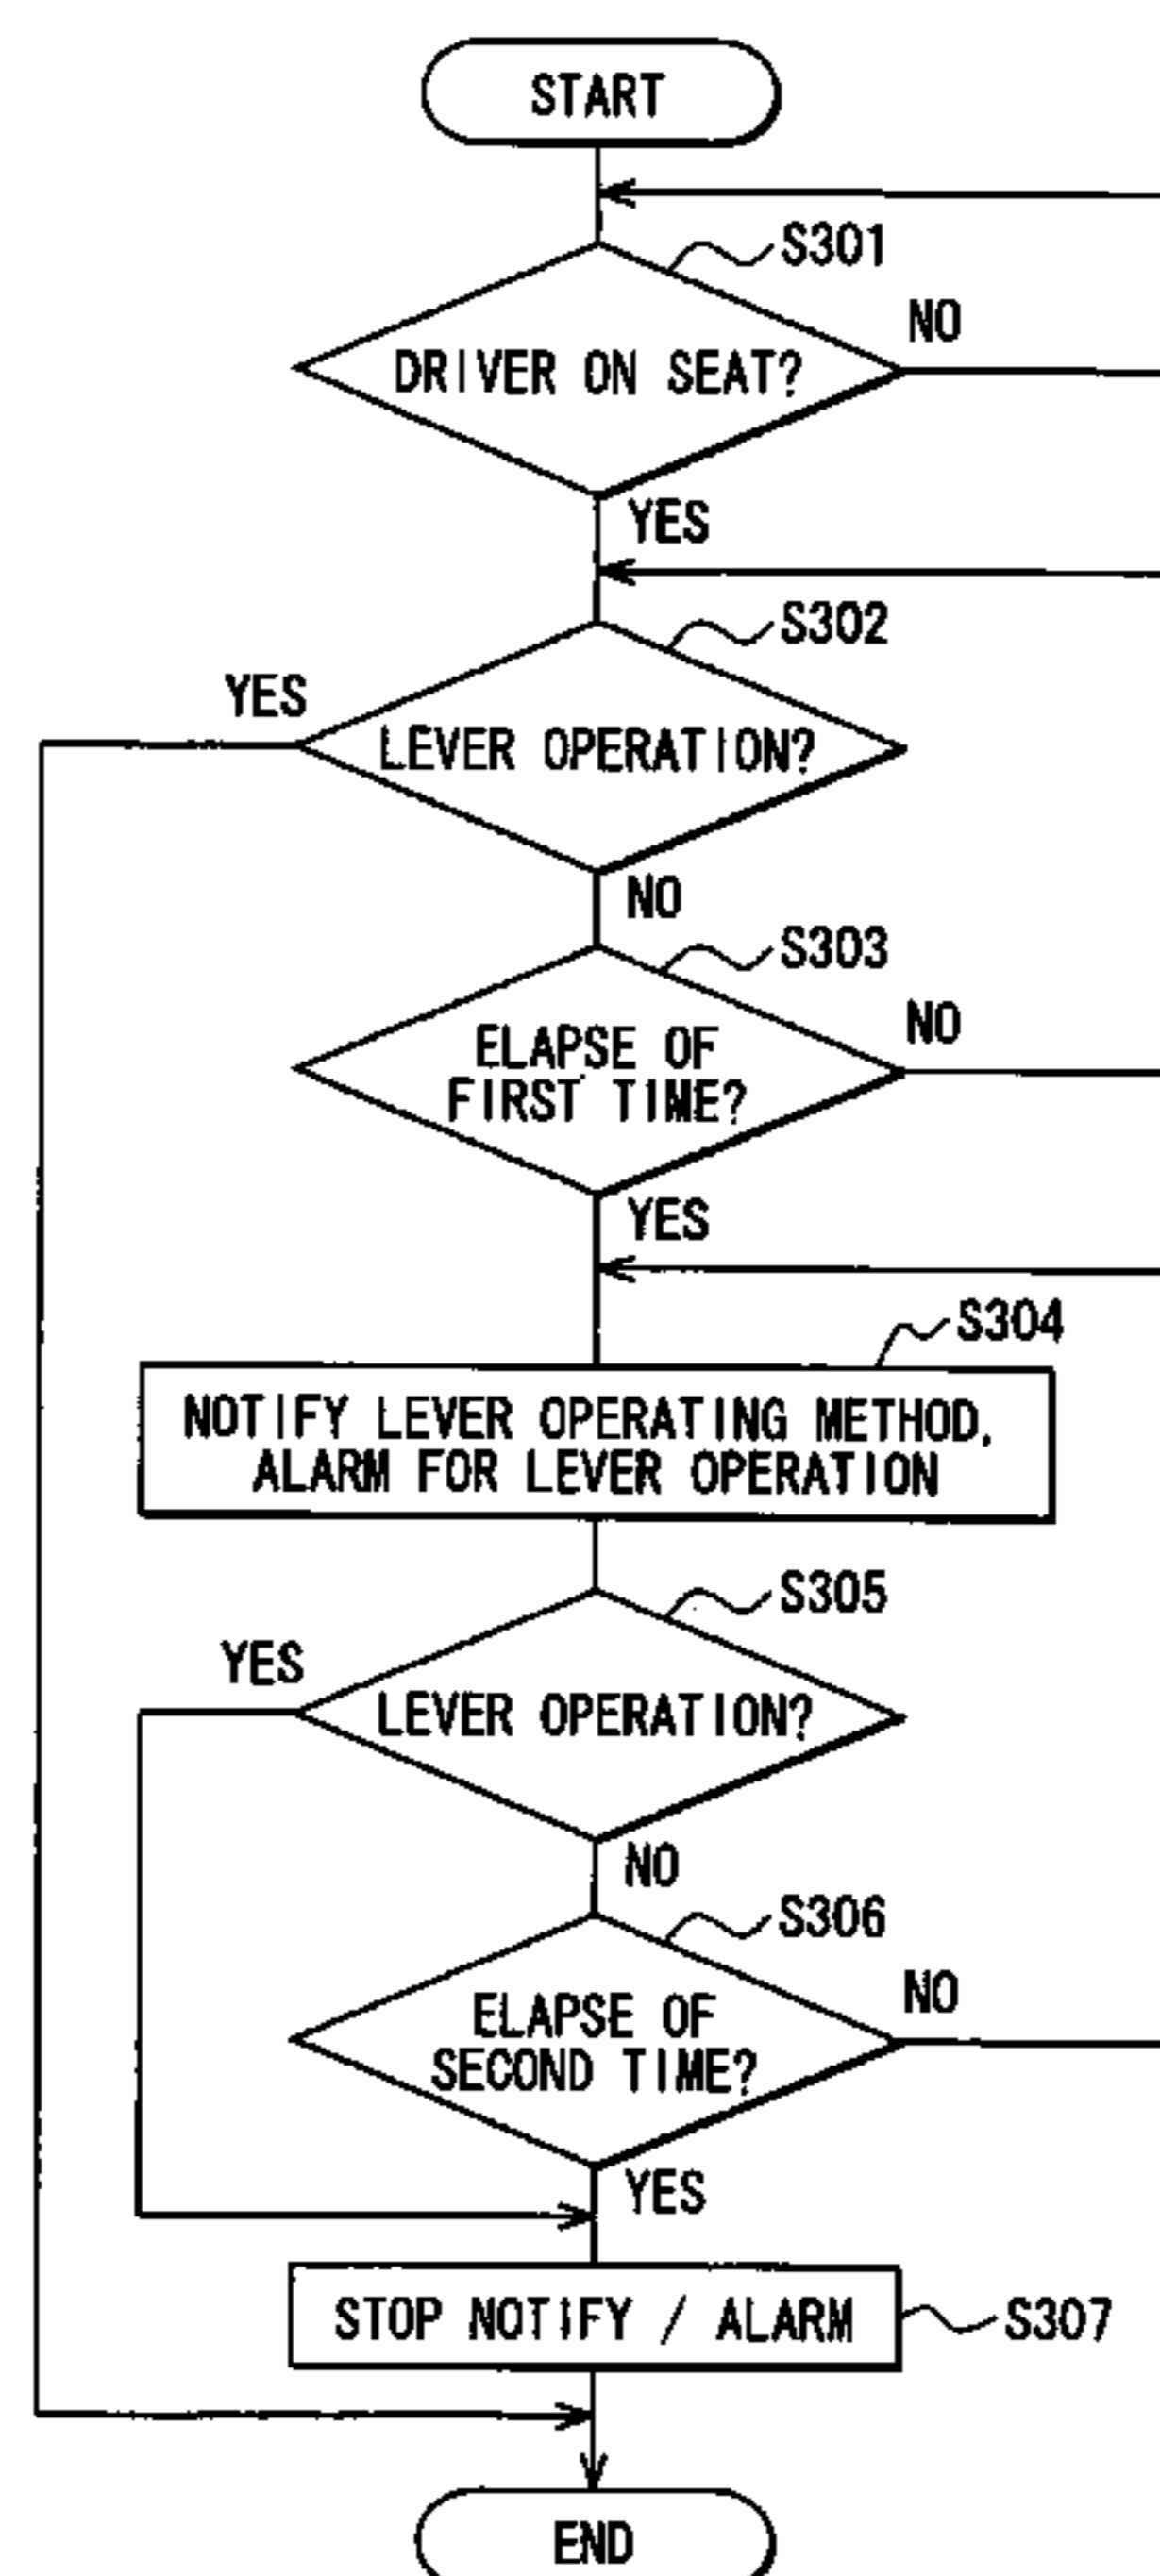 START
S301
NO
DRIVER ON SEAT?
YES
S302
YES
LEVER OPERATION?
NO
S303
NO
ELAPSE OF
FIRST TIME?
YES
S304
NOTIFY LEVER OPERATING METHOD,
ALARM FOR LEVER OPERATION
S305
YES
LEVER OPERATION?
NO
S306
NO
ELAPSE OF
SECOND TIME?
YES
STOP NOTIFY / ALARM
S307
END